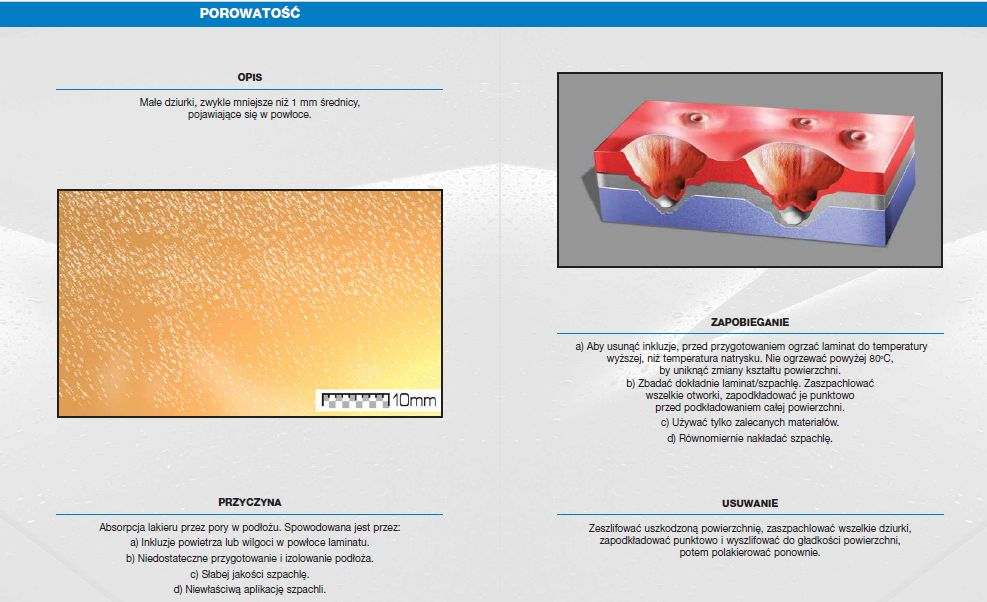 POROWATOŚĆ
OPIS
Małe dziurki, zwykle mniejsze niż 1 mm średnicy,
pojawiające się w powłoce.
10mm
PRZYCZYNA
Absorpcja lakieru przez pory w podłożu. Spowodowana jest przez:
a) Inkluzje powietrza lub wilgoci w powłoce laminatu.
b) Niedostateczne przygotowanie i izolowanie podłoża.
c) Słabej jakości szpachlę.
d) Niewłaściwą aplikację szpachli.
ZAPOBIEGANIE
a) Aby usunąć inkluzje, przed przygotowaniem ogrzać laminat do temperatury
wyższej, niż temperatura natrysku. Nie ogrzewać powyżej 80ºC,
by uniknąć zmiany kształtu powierzchni.
b) Zbadać dokładnie laminat/szpachlę. Zaszpachlować
wszelkie otworki, zapodkładować je punktowo
przed podkładowaniem całej powierzchni.
c) Używać tylko zalecanych materiałów.
d) Równomiernie nakładać szpachlę.
USUWANIE
Zeszlifować uszkodzoną powierzchnię, zaszpachlować wszelkie dziurki,
zapodkładować punktowo i wyszlifować do gładkości powierzchni,
potem polakierować ponownie.